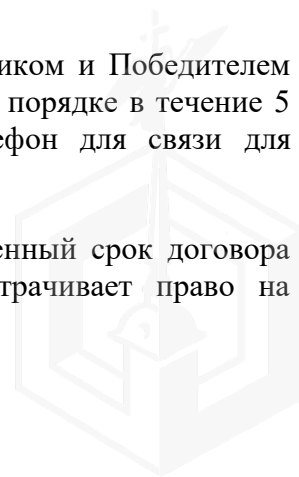 иком и Победителем
порядке в течение 5
ефон для связи для
енный срок договора
трачивает право на